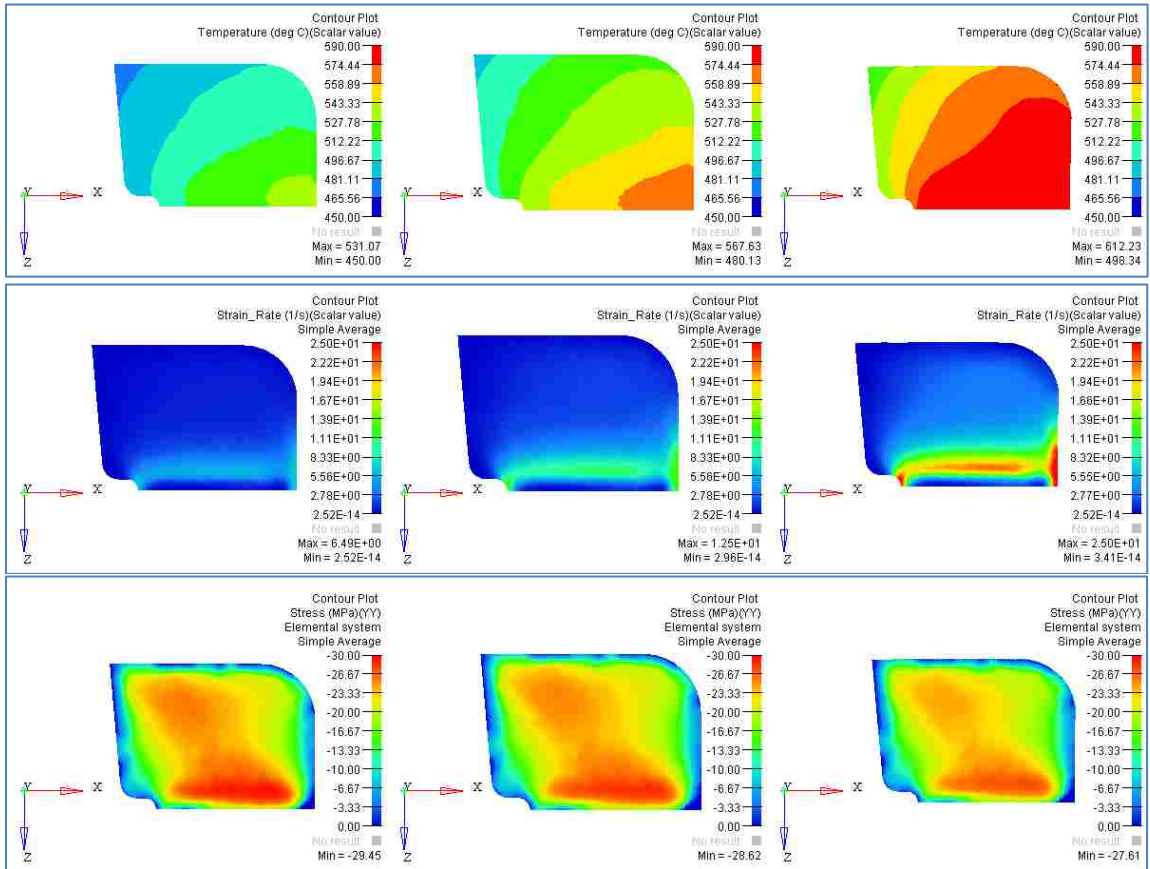 Contour Plot
Temperature (deg C)(Scalar value)
590.00
574.44
558.89
543.33
527.78
512.22
496.67
481.11
465.56
450.00
No result
Max = 531.07
Min = 450.00
Y X
Z
Contour Plot
Temperature (deg C)(Scalar value)
590.00
574.44
558.89
543.33
527.78
512.22
496.67
481.11
465.56
450.00
No result
Max = 567.63
Min = 480.13
Y X
Z
Contour Plot
Temperature (deg C)(Scalar value)
590.00
574.44
558.89
543.33
527.78
512.22
496.67
481.11
465.56
450.00
No result
Max = 612.23
Min = 498.34
Y X
Z
Contour Plot
Strain_Rate (1/s)(Scalar value)
Simple Average
2.50E+01
2.22E+01
1.94E+01
1.67E+01
1.39E+01
1.11E+01
8.33E+00
5.56E+00
2.78E+00
2.52E-14
No result
Max = 6.49E+00
Min = 2.52E-14
Y X
Z
Contour Plot
Strain_Rate (1/s)(Scalar value)
Simple Average
2.50E+01
2.22E+01
1.94E+01
1.67E+01
1.39E+01
1.11E+01
8.33E+00
5.56E+00
2.78E+00
2.52E-14
No result
Max = 1.25E+01
Min = 2.96E-14
Y X
Z
Contour Plot
Strain_Rate (1/s)(Scalar value)
Simple Average
2.50E+01
2.22E+01
1.94E+01
1.66E+01
1.39E+01
1.11E+01
8.32E+00
5.55E+00
2.77E+00
2.52E-14
No result
Max = 2.50E+01
Min = 3.41E-14
Y X
Z
Contour Plot
Stress (MPa)(YY)
Elemental system
Simple Average
-30.00
-26.67
-23.33
-20.00
-16.67
-13.33
-10.00
-6.67
-3.33
0.00
No result
Min = -29.45
Y X
Z
Contour Plot
Stress (MPa)(YY)
Elemental system
Simple Average
-30.00
-26.67
-23.33
-20.00
-16.67
-13.33
-10.00
-6.67
-3.33
0.00
No result
Min = -28.62
Y X
Z
Contour Plot
Stress (MPa)(YY)
Elemental system
Simple Average
-30.00
-26.67
-23.33
-20.00
-16.67
-13.33
-10.00
-6.67
-3.33
0.00
No result
Min = -27.61
Y X
Z